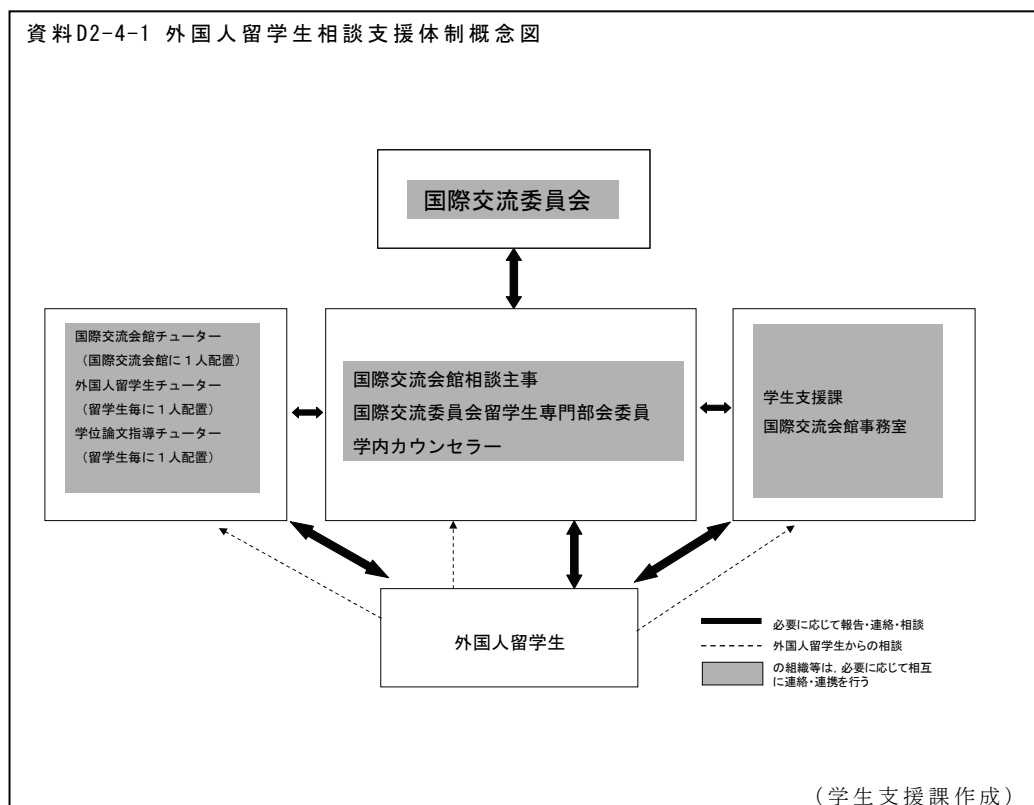 資料D2-4-1 外国人留学生相談支援体制概念図
国際交流委員会
国際交流会館チューター
（国際交流会館に１人配置）
外国人留学生チューター
（留学生毎に１人配置）
学位論文指導チューター
（留学生毎に１人配置）
国際交流会館相談主事
国際交流委員会留学生専門部会委員
学内カウンセラー
学生支援課
国際交流会館事務室
外国人留学生
必要に応じて報告・連絡・相談
外国人留学生からの相談
の組織等は，必要に応じて相互
に連絡・連携を行う
（学生支援課作成）